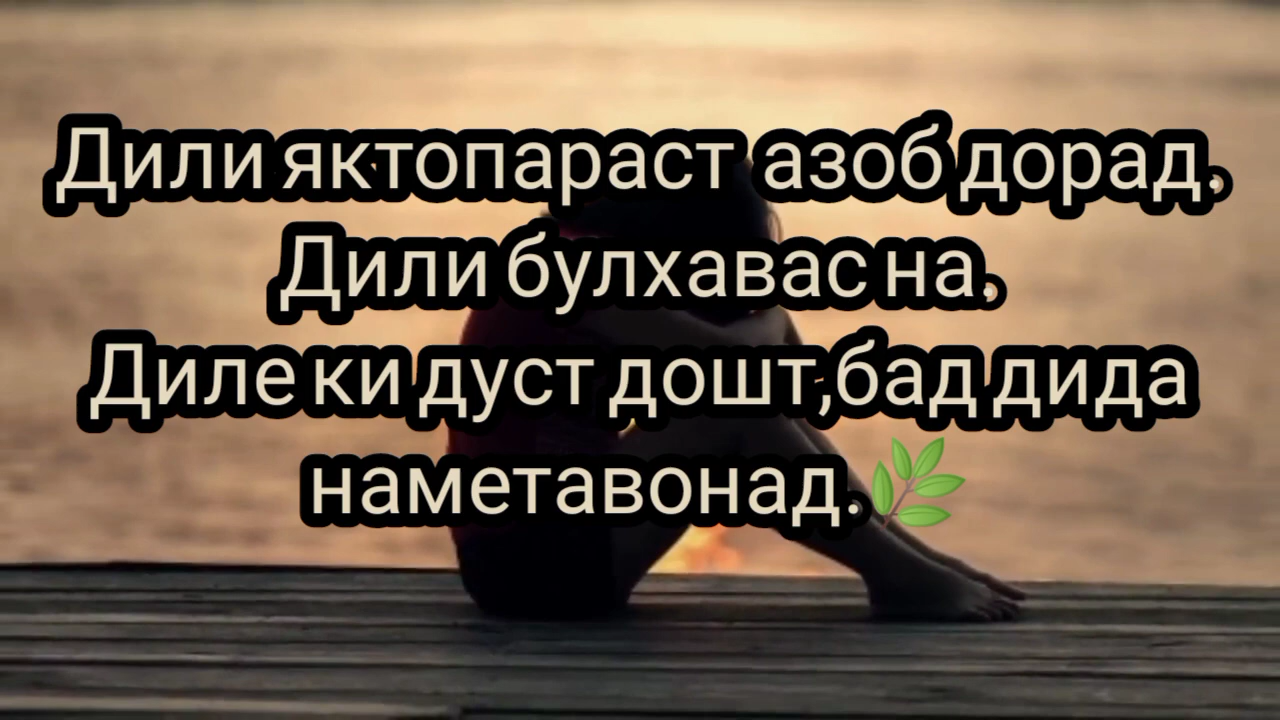 Дили яктопараст азоб дорад.
Дили булхавас на.
Диле ки дуст дошт,бад дида
наметавонад.🌿